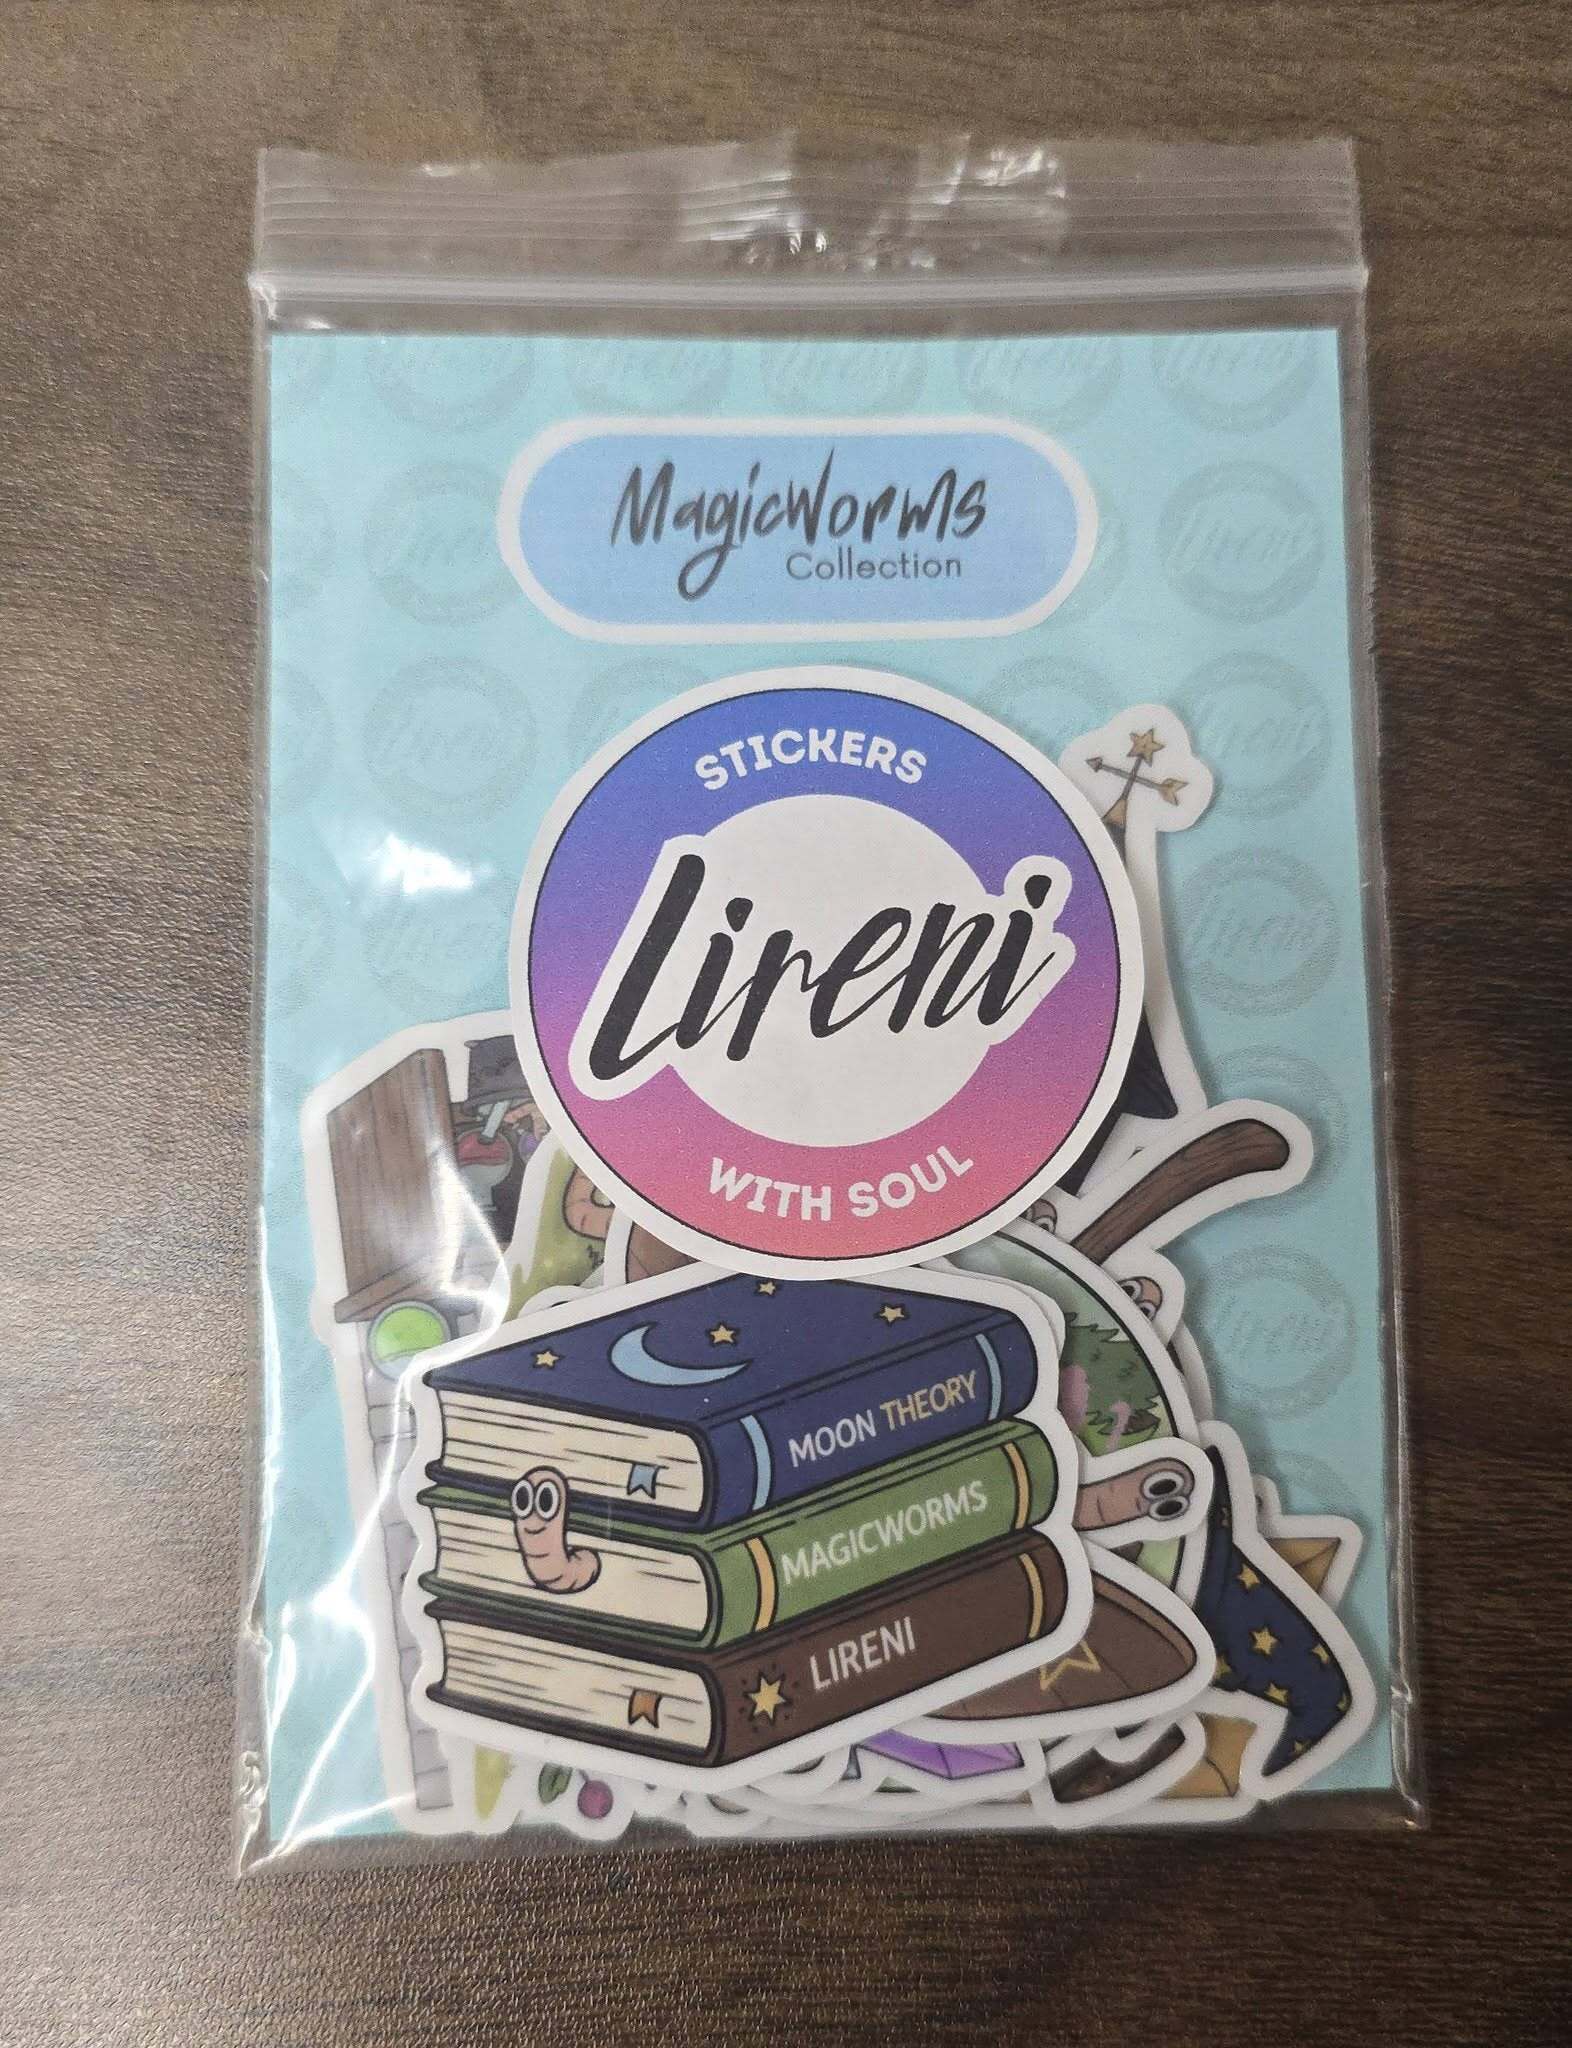 Magicworms
Collection
STICKERS
Lireni
WITH SOUL
MOON THEORY
MAGICWORMS
LIRENI